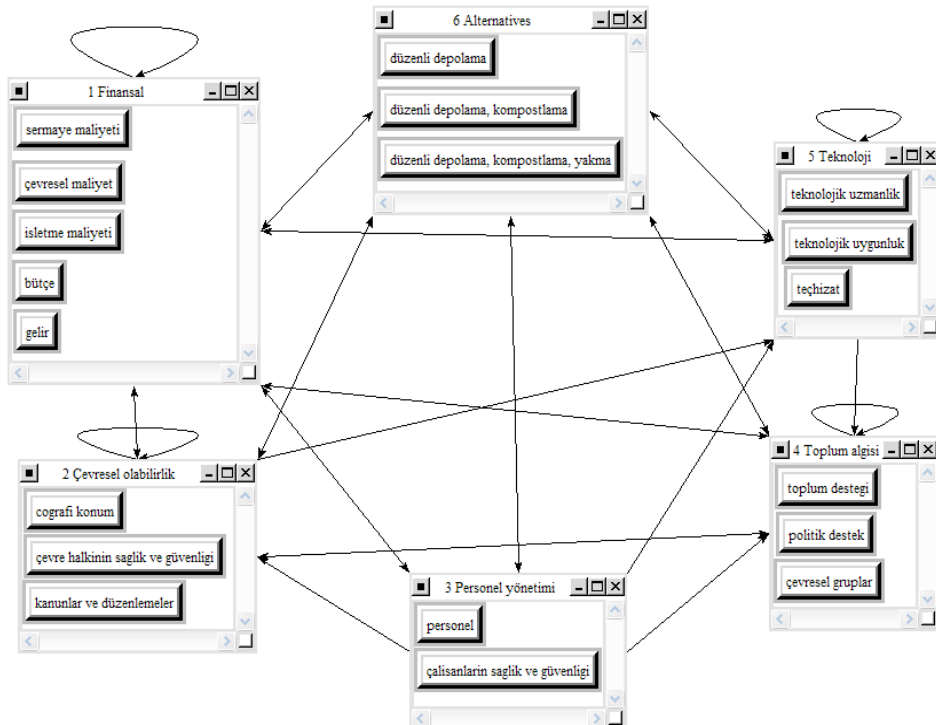 6 Alternatives
düzenli depolama
düzenli depolama, kompostlama
düzenli depolama, kompostlama, yakma
1 Finansal
sermaye maliyeti
çevresel maliyet
isletme maliyeti
bütçe
gelir
5 Teknoloji
teknolojik uzmanlik
teknolojik uygunluk
teçhizat
2 Çevresel olabilirlik
cografi konum
çevre halkinin saglik ve güvenligi
kanunlar ve düzenlemeler
3 Personel yönetimi
personel
çalisanlarin saglik ve güvenligi
4 Toplum algisi
toplum destegi
politik destek
çevresel gruplar